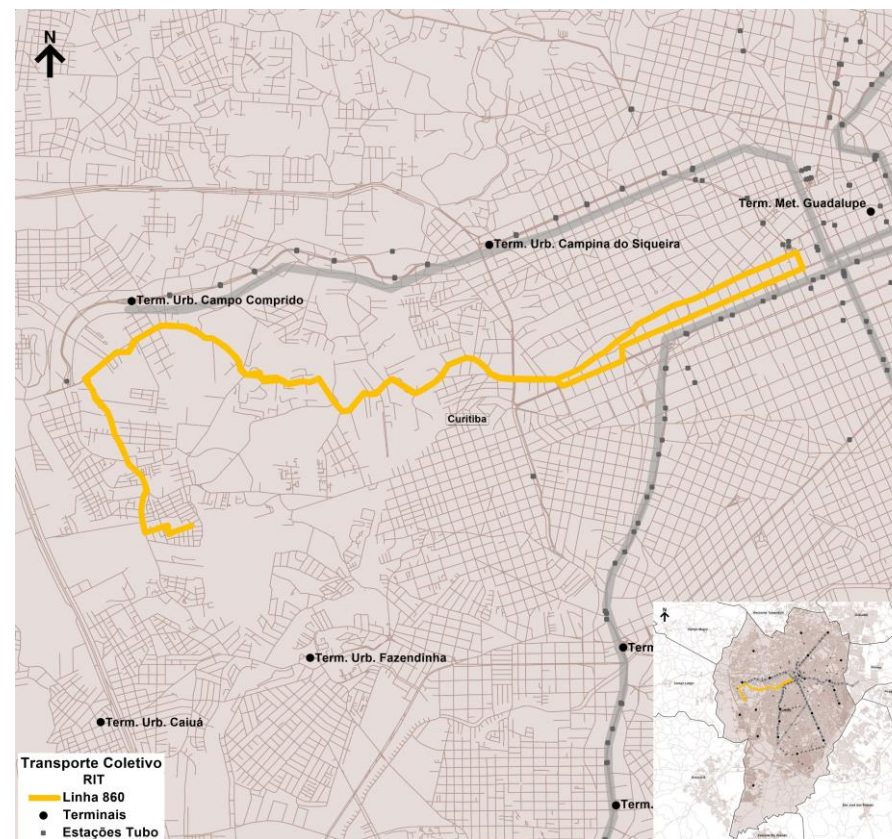 N
Term. Met. Guadalupe
Term. Urb. Campina do Siqueira
Term. Urb. Campo Comprido
Curitiba
Term. Urb. Fazendinha
Term.
Term. Urb. Caiuá
Term.
Transporte Coletivo
RIT
Linha 860
Terminais
Estações Tubo
N